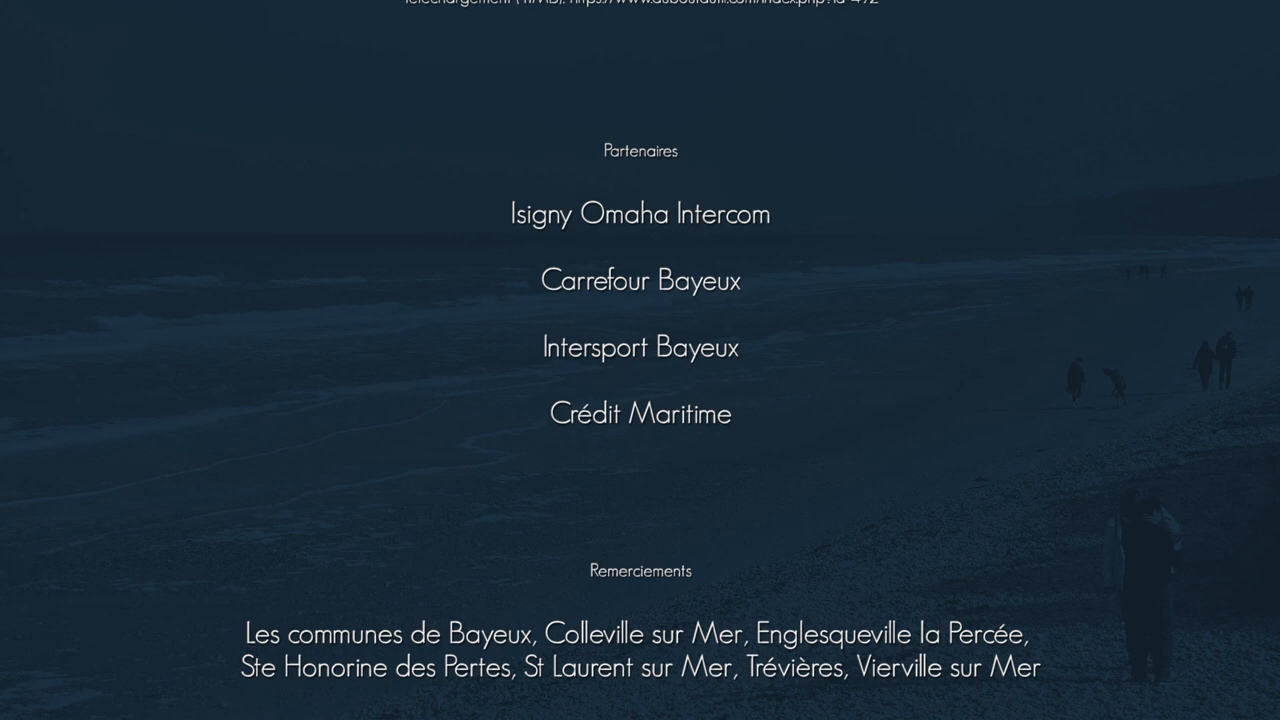 Partenaires
Isigny Omaha Intercom
Carrefour Bayeux
Intersport Bayeux
Crédit Maritime
Remerciements
Les communes de Bayeux, Colleville sur Mer, Englesqueville la Percée,
Ste Honorine des Pertes, St Laurent sur Mer, Trévières, Vierville sur Mer